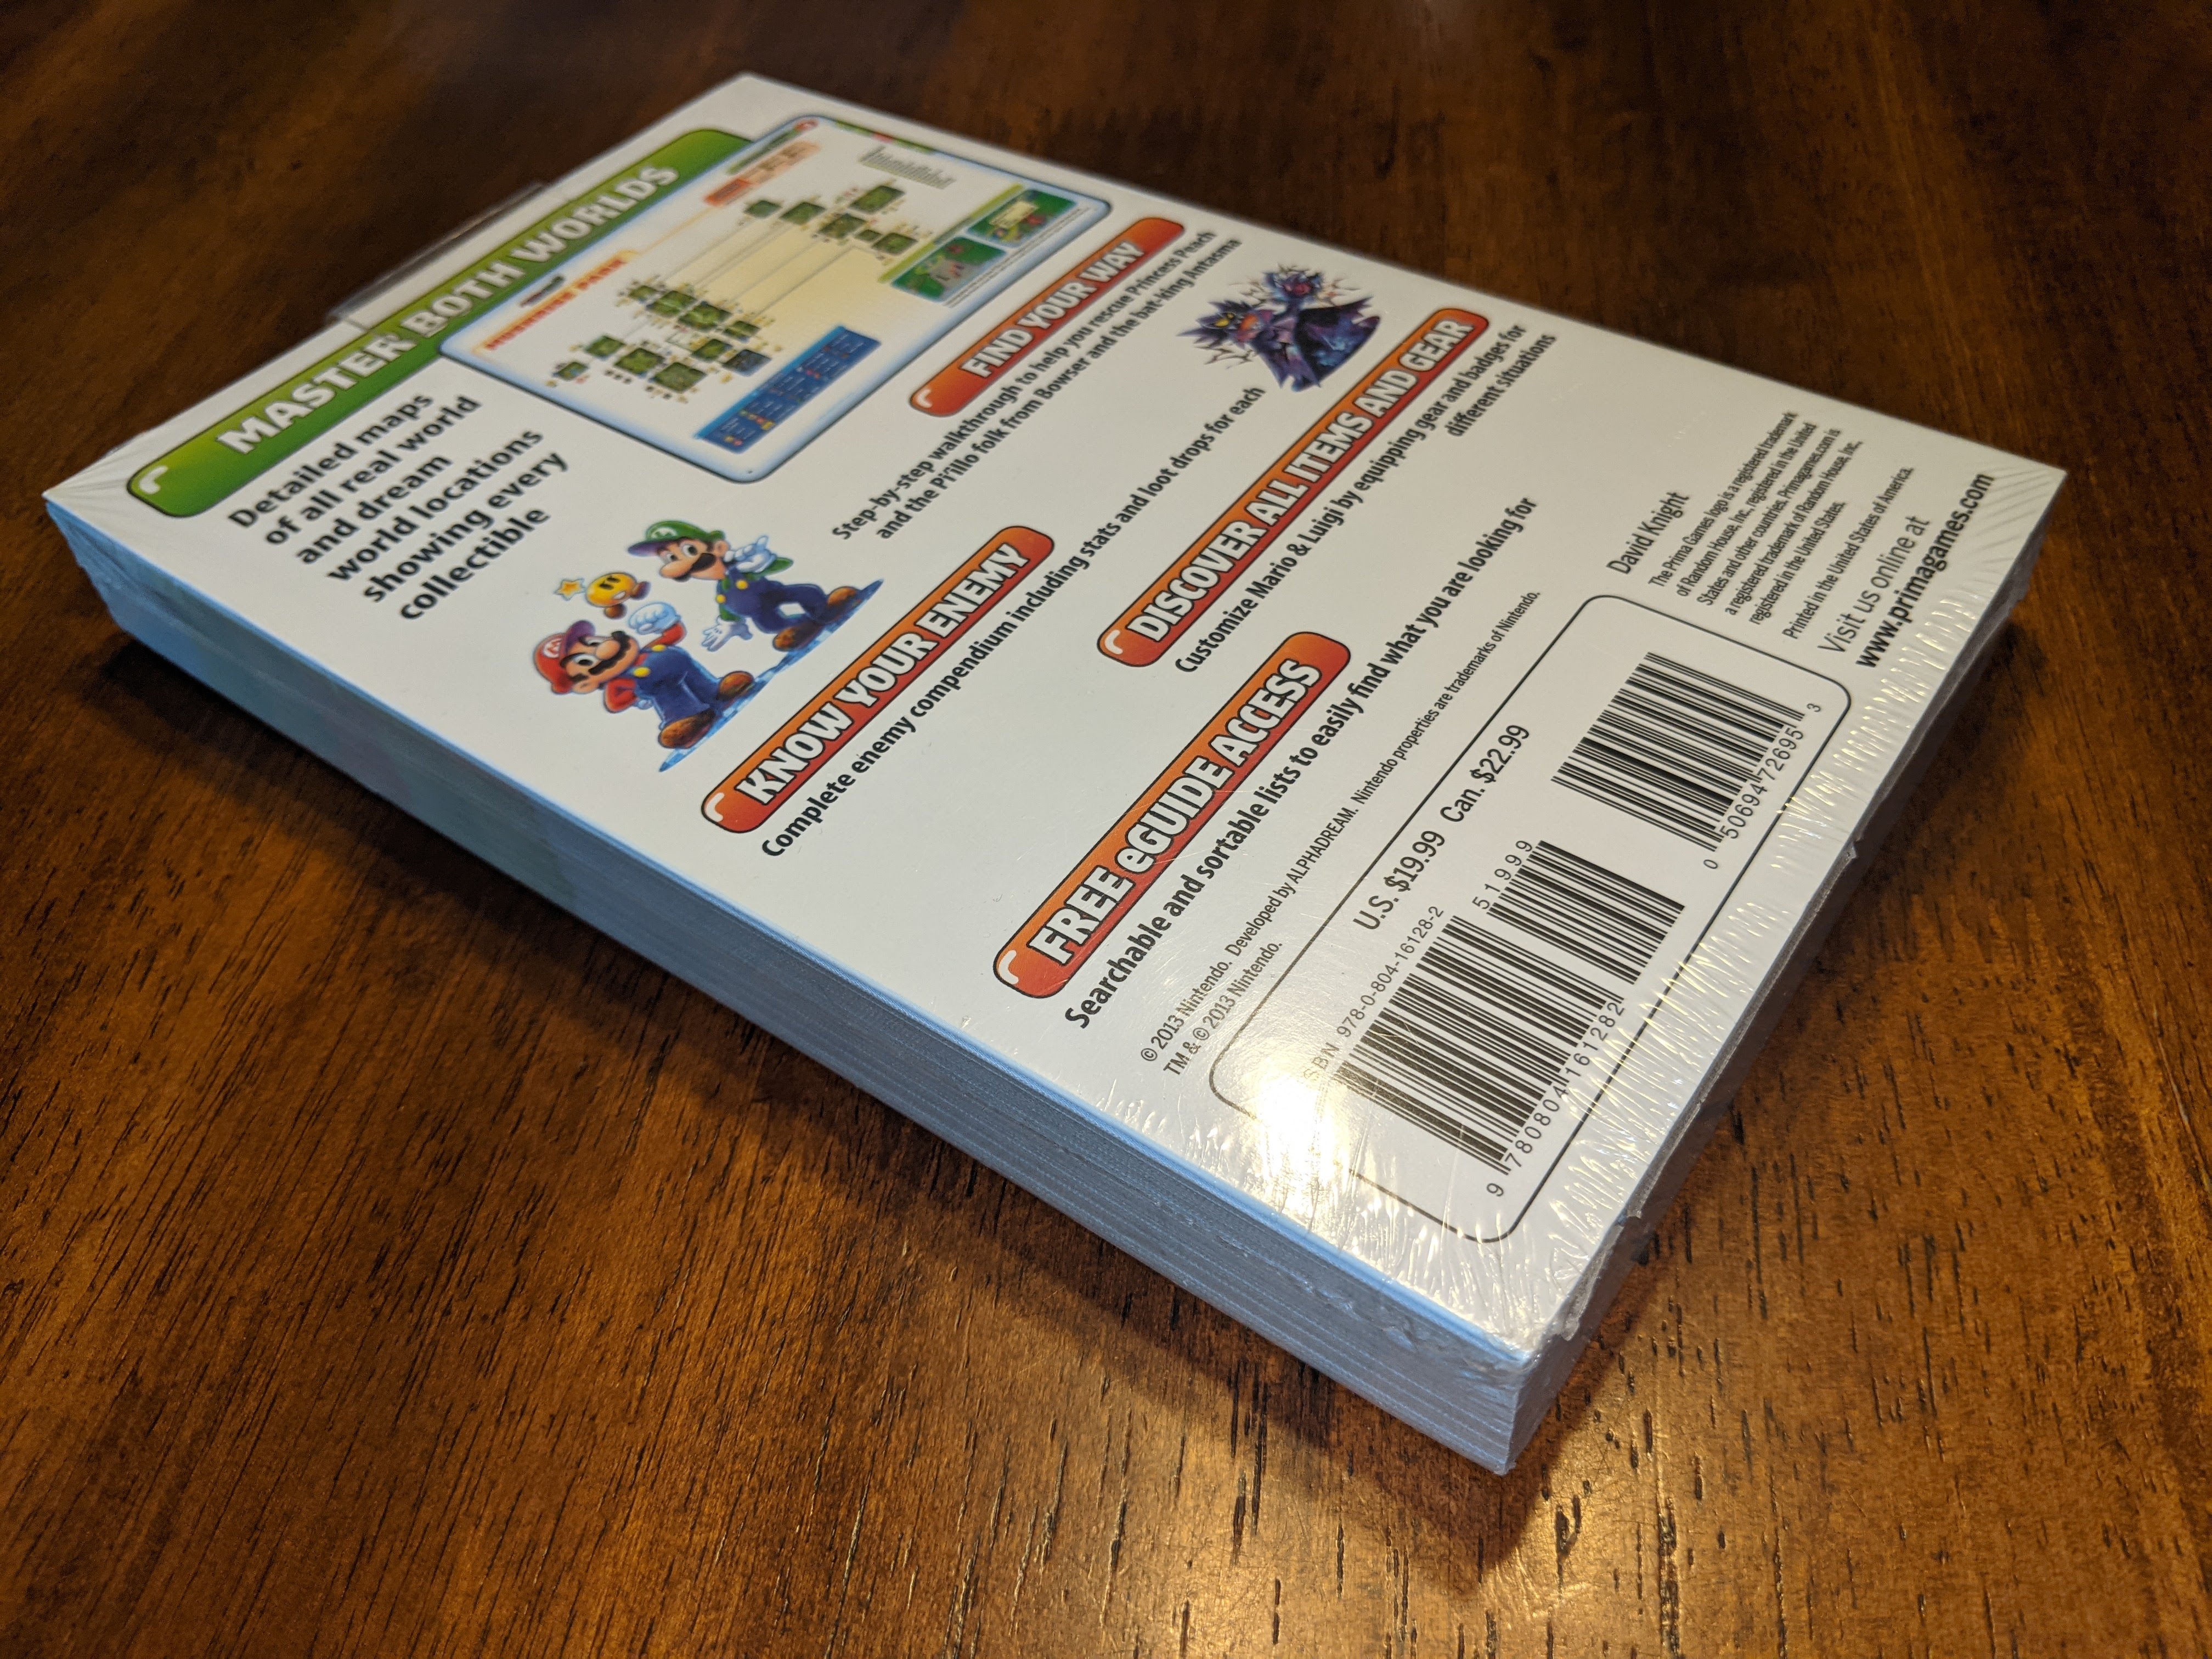 MASTER BOTH WORLDS
Detailed maps
of all real world
and dream
world locations
showing every
collectible
MUSHRISE PARK
FIND YOUR WAY
Step-by-step walkthrough to help you rescue Princess Peach
and the Pi'illo folk from Bowser and the bat-king Antasma
KNOW YOUR ENEMY
Complete enemy compendium including stats and loot drops for each
DISCOVER ALL ITEMS AND GEAR
Customize Mario & Luigi by equipping gear and badges for
different situations
FREE eGUIDE ACCESS
Searchable and sortable lists to easily find what you are looking for
© 2013 Nintendo. Developed by ALPHADREAM. Nintendo properties are trademarks of Nintendo.
TM & © 2013 Nintendo.
U.S. $19.99 Can. $22.99
ISBN 978-0-804-16128-2
51999
9 780804 161282
0 50694 72695 3
David Knight
The Prima Games logo is a registered trademark
of Random House, Inc., registered in the United
States and other countries. Primagames.com is
a registered trademark of Random House, Inc.,
registered in the United States.
Printed in the United States of America.
Visit us online at
www.primagames.com